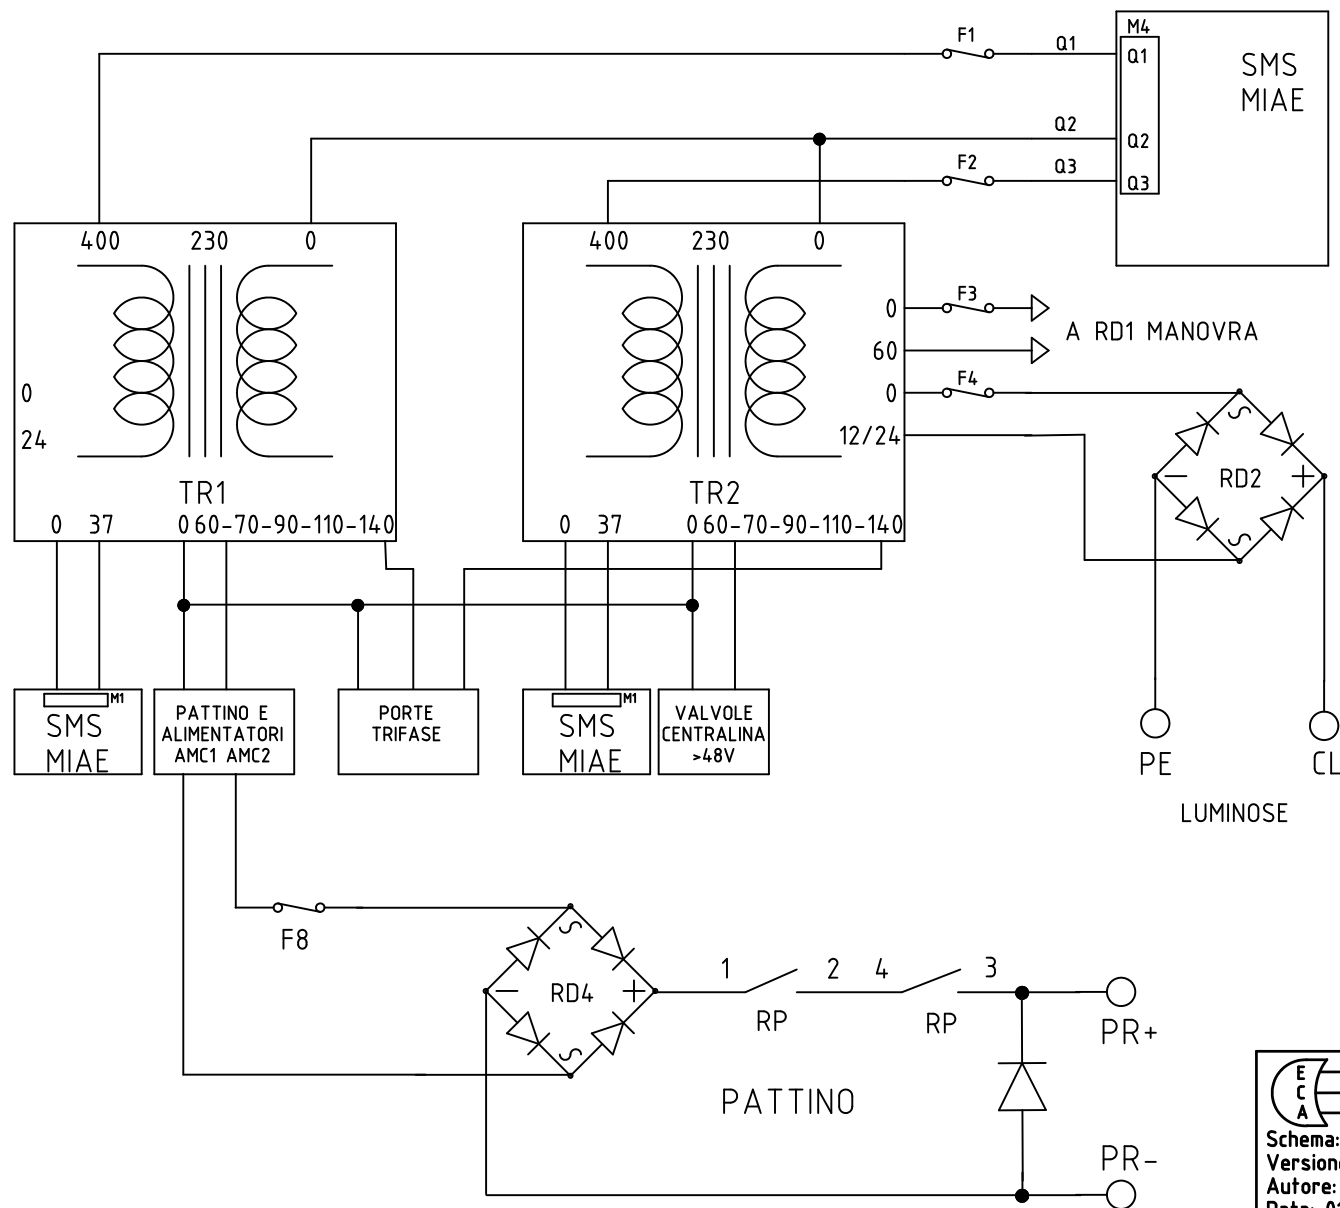 F1
Q1
M4
Q1
SMS
MIAE
Q2
Q2
F2
Q3
Q3
400 230 0
400 230 0
0
F3
A RD1 MANOVRA
60
0
F4
12/24
0
24
S
RD2
- +
S
TR1
TR2
0 37 0 60-70-90-110-140
0 37 0 60-70-90-110-140
M1
SMS
MIAE
PATTINO E
ALIMENTATORI
AMC1 AMC2
PORTE
TRIFASE
M1
SMS
MIAE
VALVOLE
CENTRALINA
>48V
PE
CL
LUMINOSE
F8
S
RD4
- +
S
1 2 4 3
RP RP
PR+
PATTINO
PR-
E
C
A
Schema:
Autore: